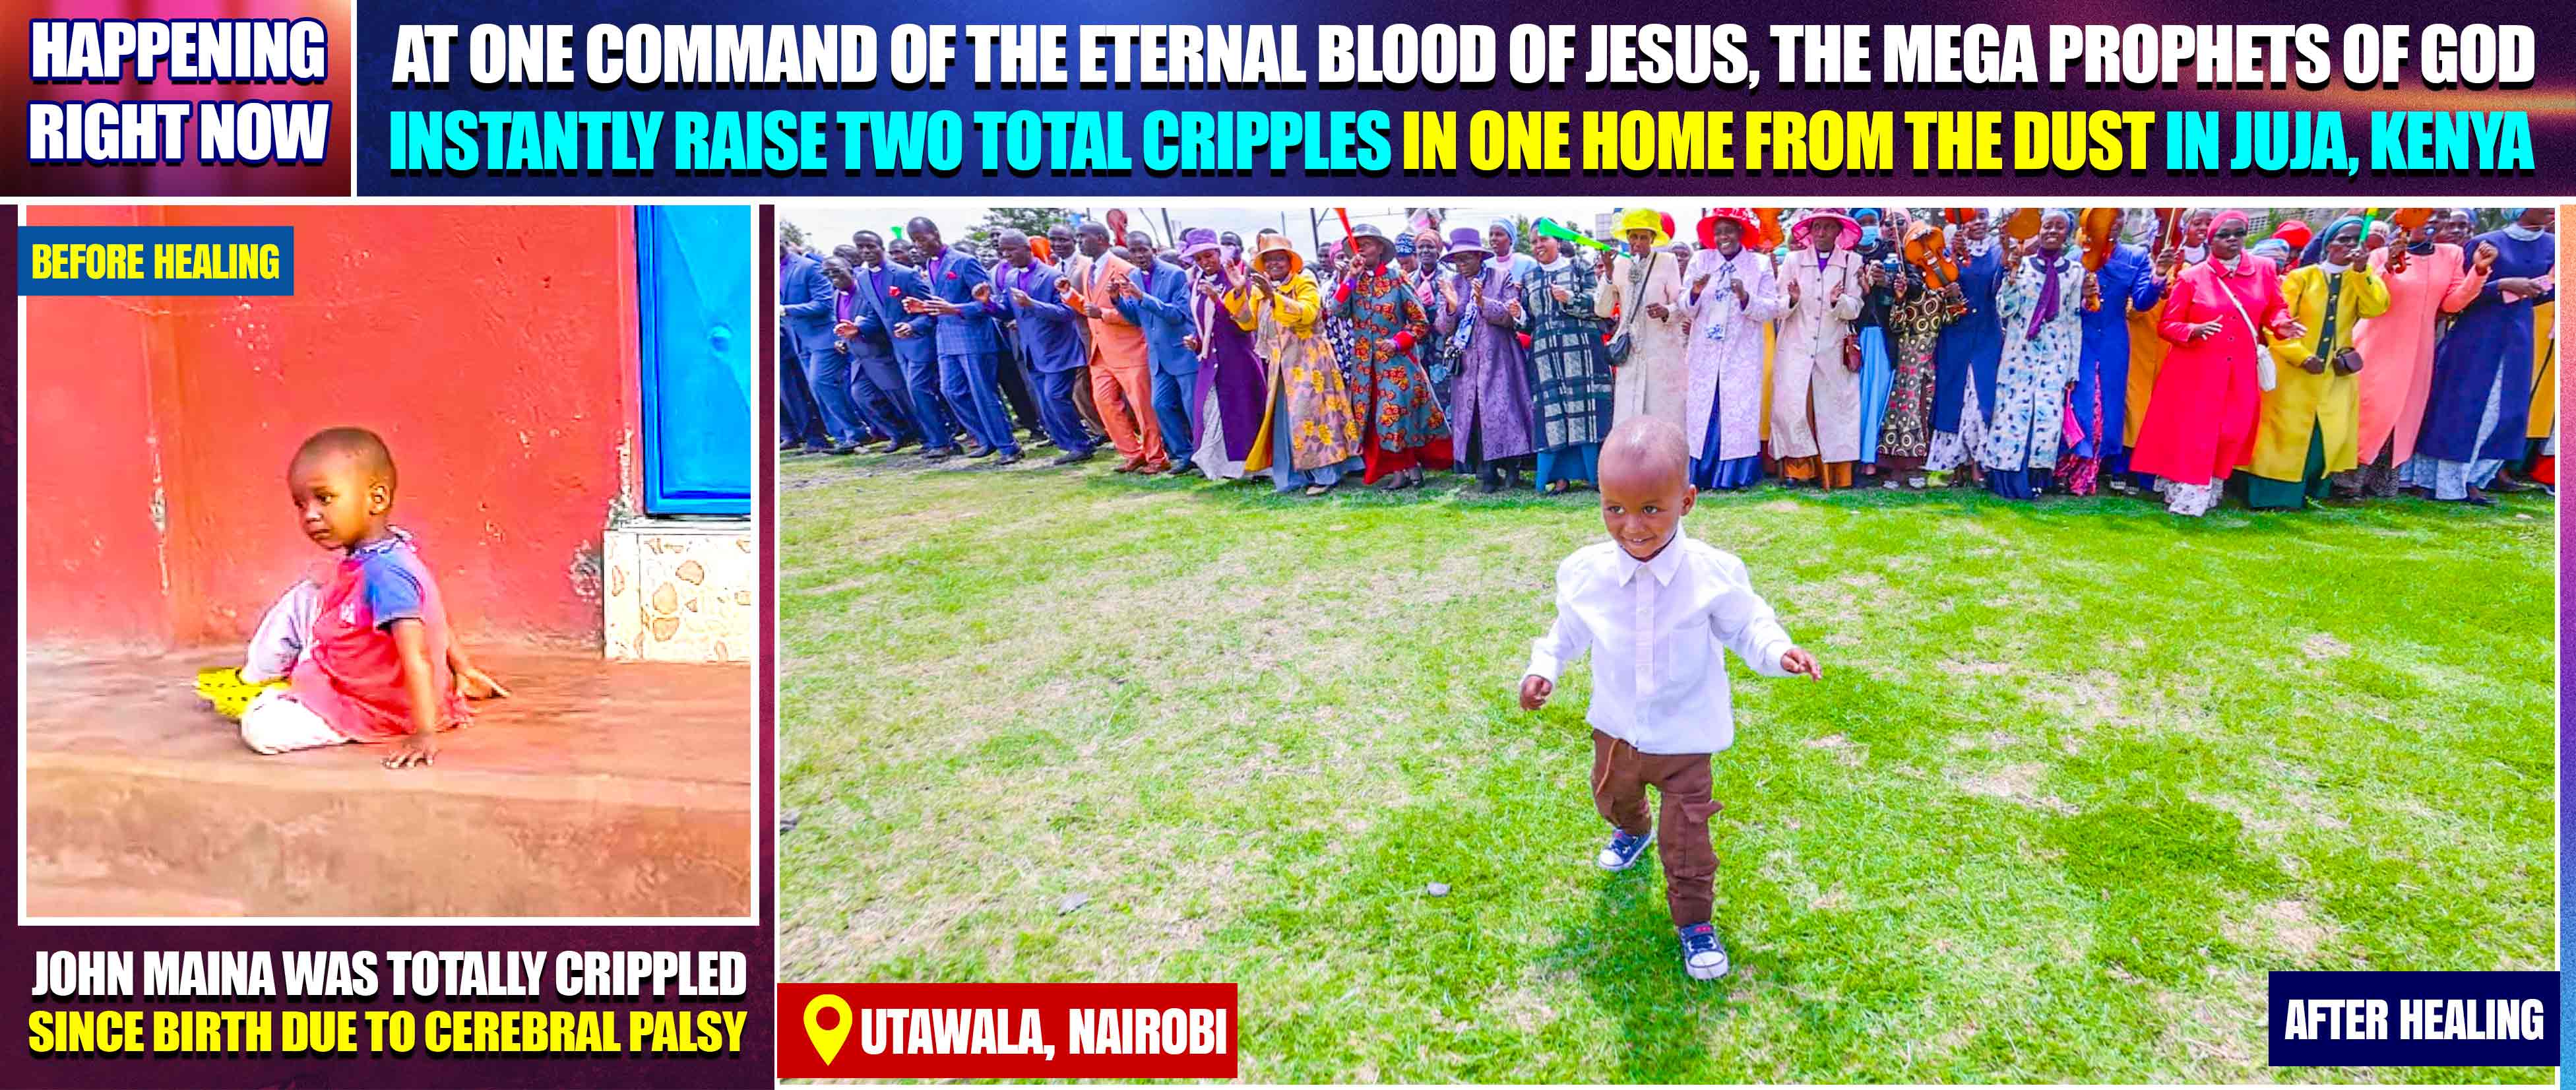 HAPPENING
RIGHT NOW
AT ONE COMMAND OF THE ETERNAL BLOOD OF JESUS, THE MEGA PROPHETS OF GOD
INSTANTLY RAISE TWO TOTAL CRIPPLES IN ONE HOME FROM THE DUST IN JUJA, KENYA
BEFORE HEALING
JOHN MAINA WAS TOTALLY CRIPPLED
SINCE BIRTH DUE TO CEREBRAL PALSY
UTAWALA, NAIROBI
AFTER HEALING